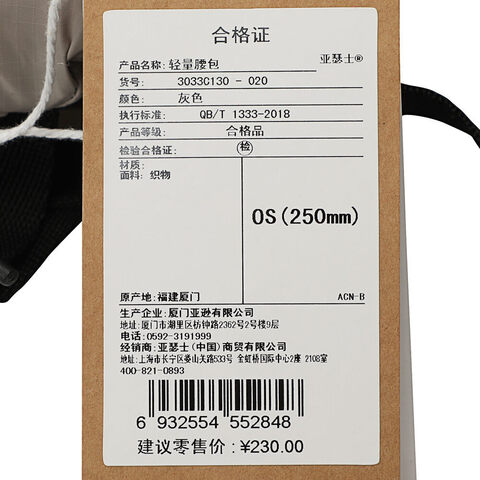 合格证
产品名称: 轻量腰包 亚瑟士®
货号: 3033C130 - 020
颜色: 灰色
执行标准: QB/T 1333-2018
产品等级: 合格品
检验合格证: 检
材质:
面料: 织物
OS(250mm)
原产地: 福建厦门 ACN-B
生产企业: 厦门亚逊有限公司
地址: 厦门市湖里区枋钟路2362号2号楼9层
电话: 0592-3191999
经销商: 亚瑟士(中国)商贸有限公司
地址: 上海市长宁区娄山关路533号 金虹桥国际中心2座 2108室
400-821-0893
6 932554 552848
建议零售价: ¥230.00